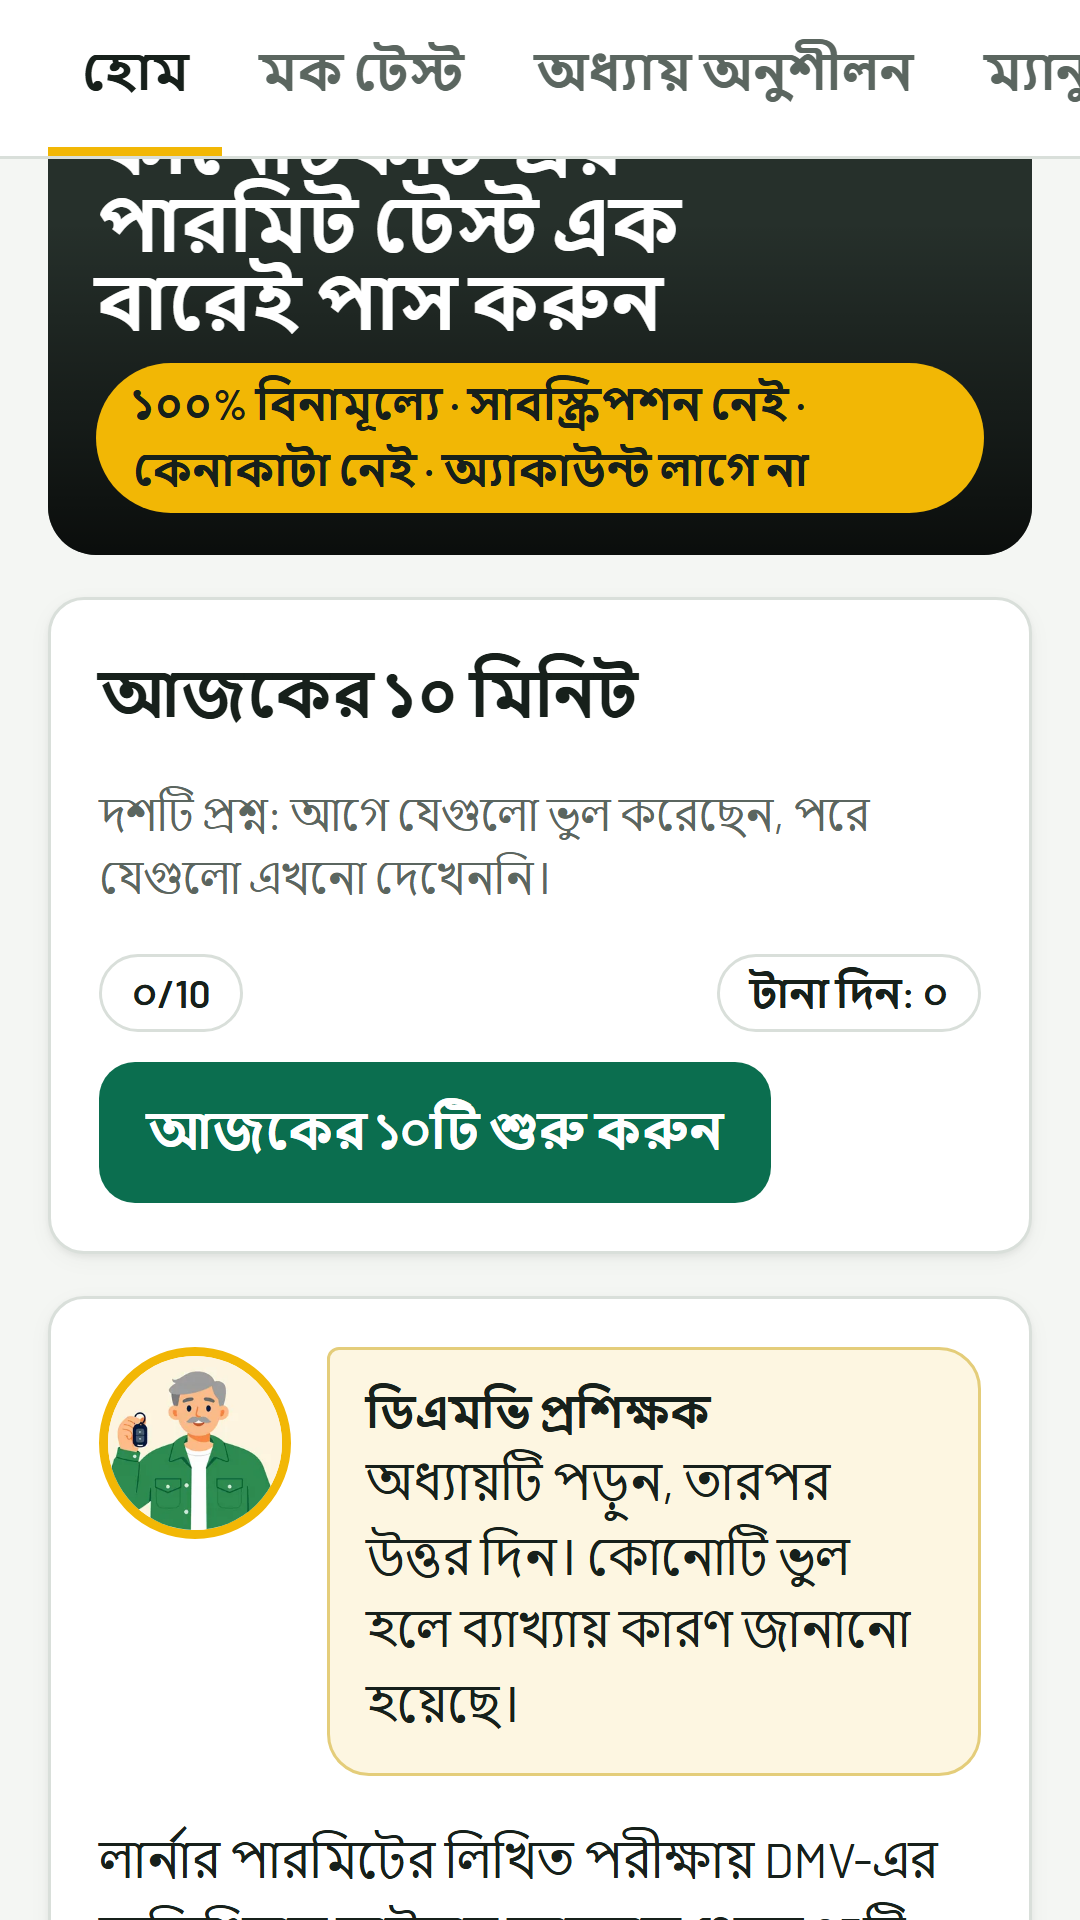 হোম মক টেস্ট অধ্যায় অনুশীলন
পারমিট টেস্ট এক
বারেই পাস করুন
১০০% বিনামূল্যে · সাবস্ক্রিপশন নেই ·
কেনাকাটা নেই · অ্যাকাউন্ট লাগে না
আজকের ১০ মিনিট
দশটি প্রশ্ন: আগে যেগুলো ভুল করেছেন, পরে
যেগুলো এখনো দেখেননি।
০/10 টানা দিন: ০
আজকের ১০টি শুরু করুন
ডিএমভি প্রশিক্ষক
অধ্যায়টি পড়ুন, তারপর
উত্তর দিন। কোনোটি ভুল
হলে ব্যাখ্যায় কারণ জানানো
হয়েছে।
লার্নার পারমিটের লিখিত পরীক্ষায় DMV-এর